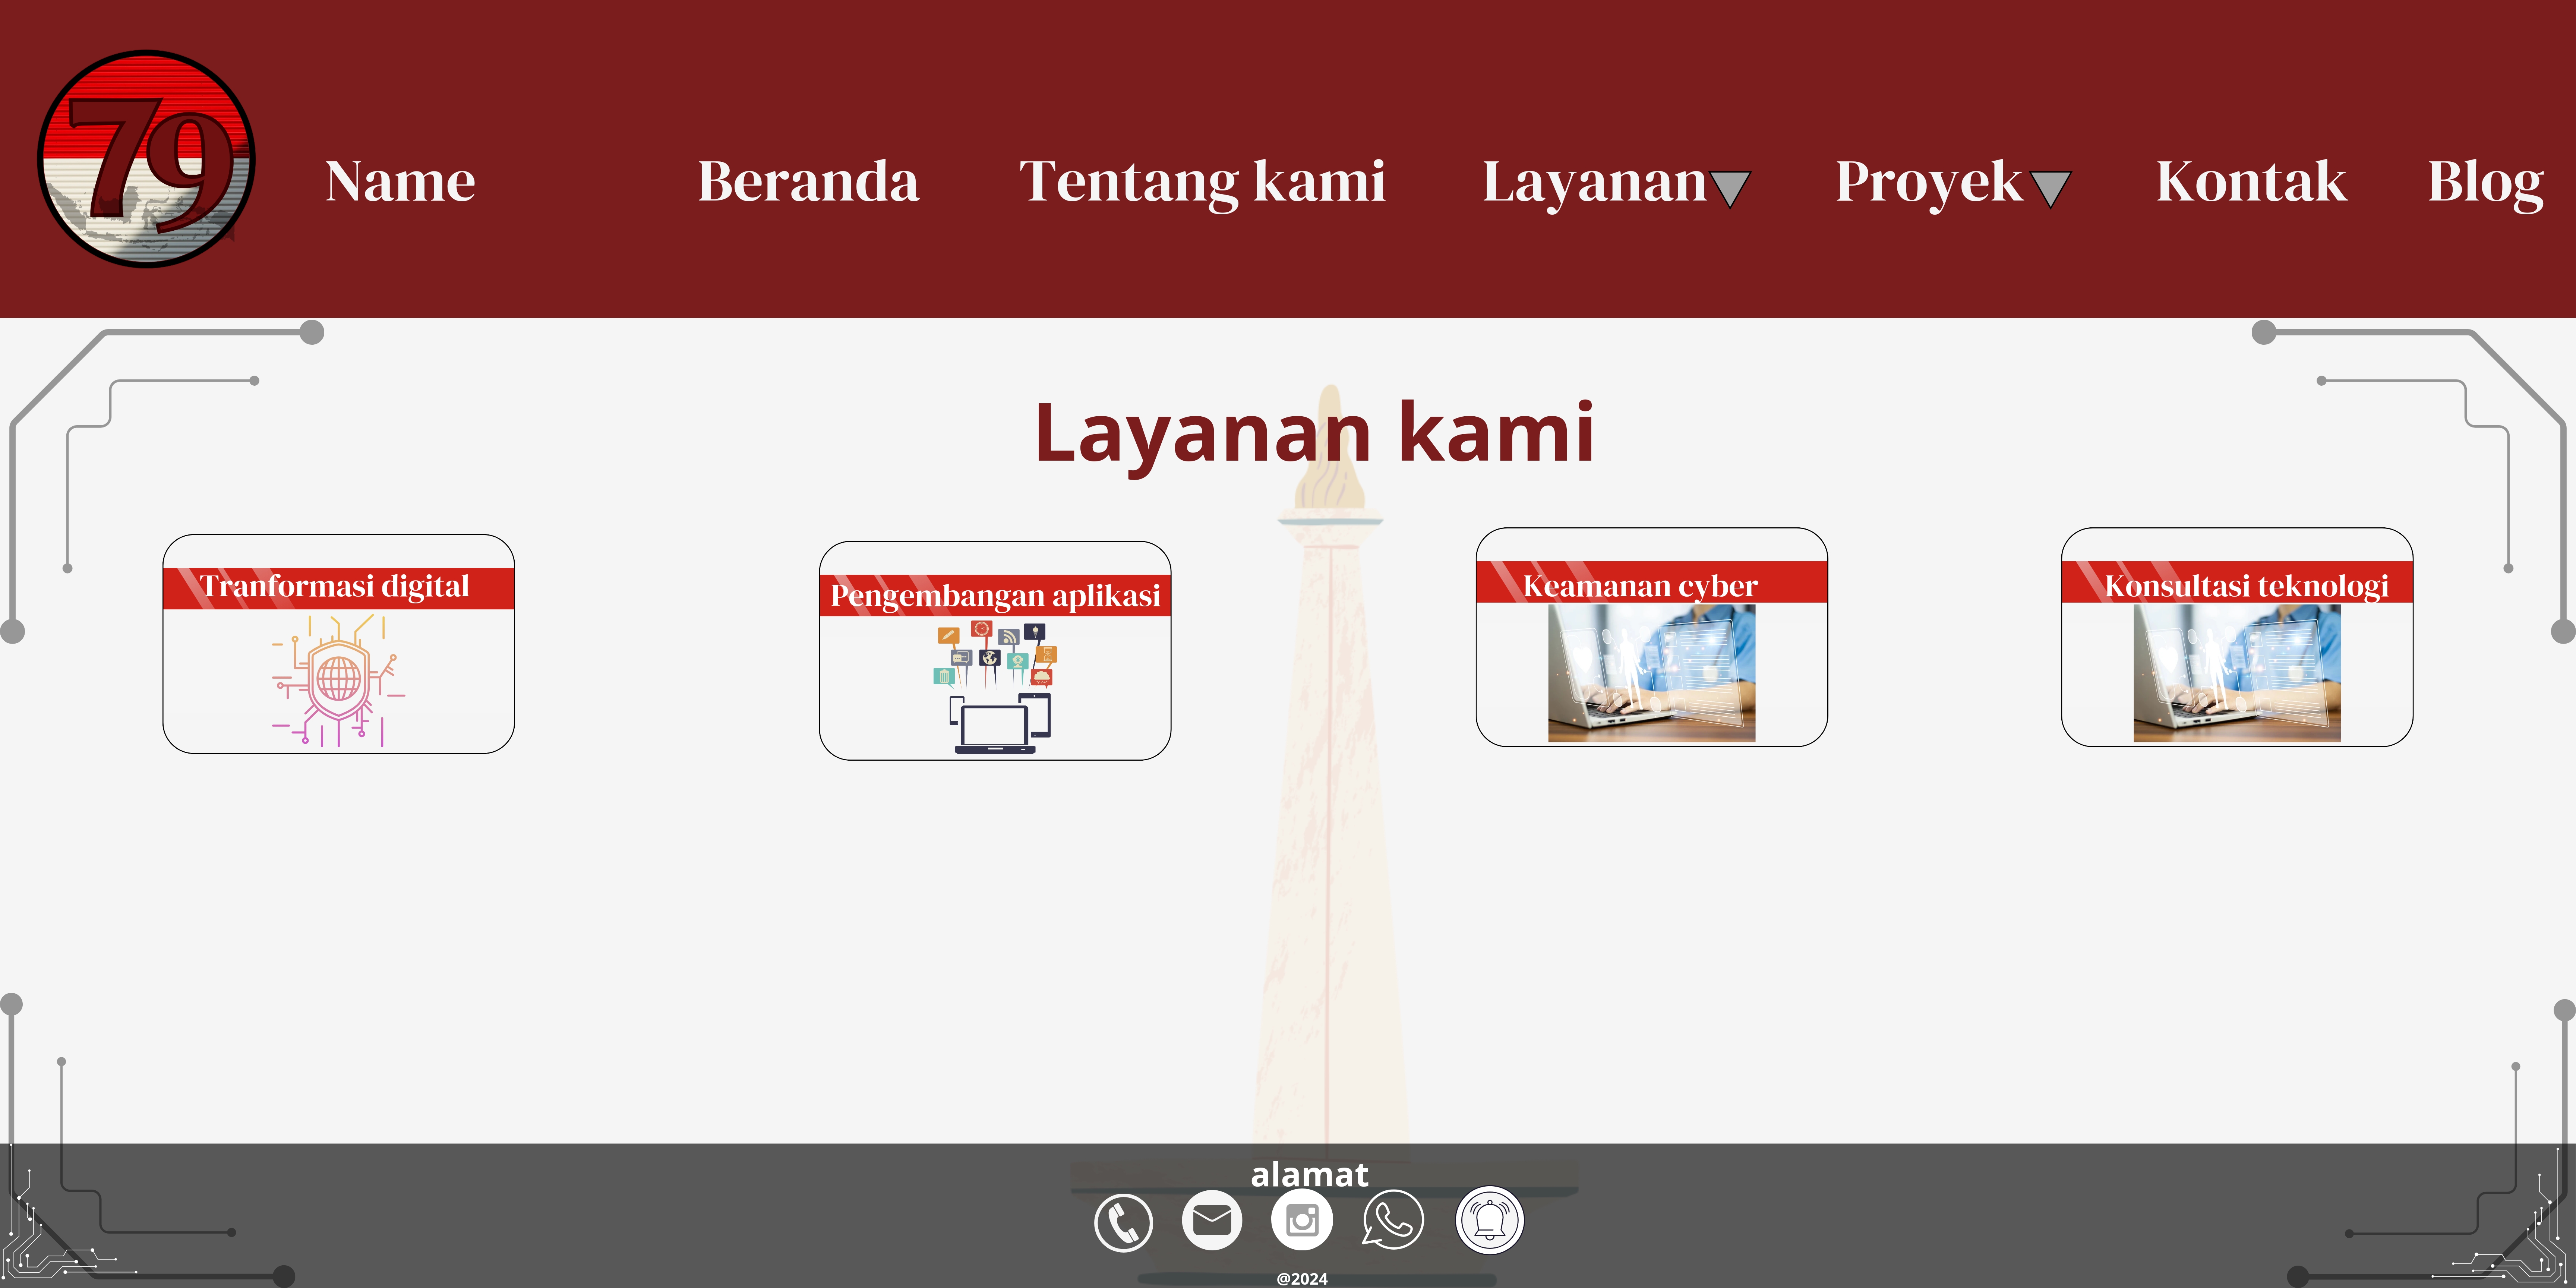 79
Name
Beranda
Tentang kami
Layanan
Proyek
Kontak
Blog
Layanan kami
Tranformasi digital
Pengembangan aplikasi
Keamanan cyber
Konsultasi teknologi
alamat
@2024